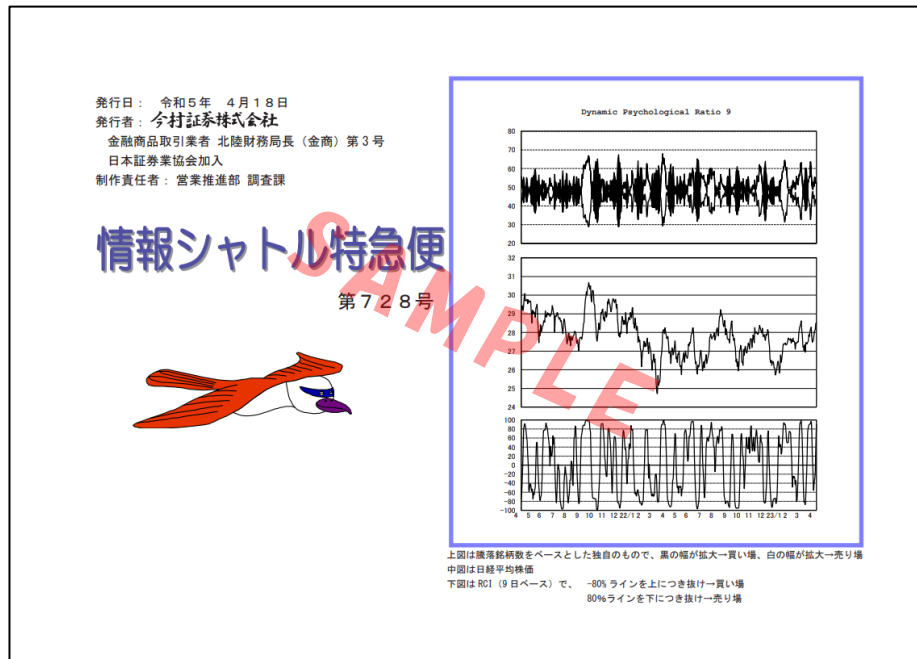 発行日： 令和５年 ４月１８日
発行者：今村証券株式会社
金融商品取引業者 北陸財務局長（金商）第３号
日本証券業協会加入
制作責任者：営業推進部 調査課
情報シャトル特急便
第７２８号
SAMPLE
Dynamic Psychological Ratio 9
80
70
60
50
40
30
20
32
31
30
29
28
27
26
25
24
100
80
60
40
20
0
-20
-40
-60
-80
-100
4 5 6 7 8 9 10 11 12 22/1 2 3 4 5 6 7 8 9 10 11 12 23/1 2 3 4
上図は騰落銘柄数をベースとした独自のもので、黒の幅が拡大→買い場、白の幅が拡大→売り場
中図は日経平均株価
下図はRCI（９日ベース）で、 -80%ラインを上につき抜け→買い場
80%ラインを下につき抜け→売り場